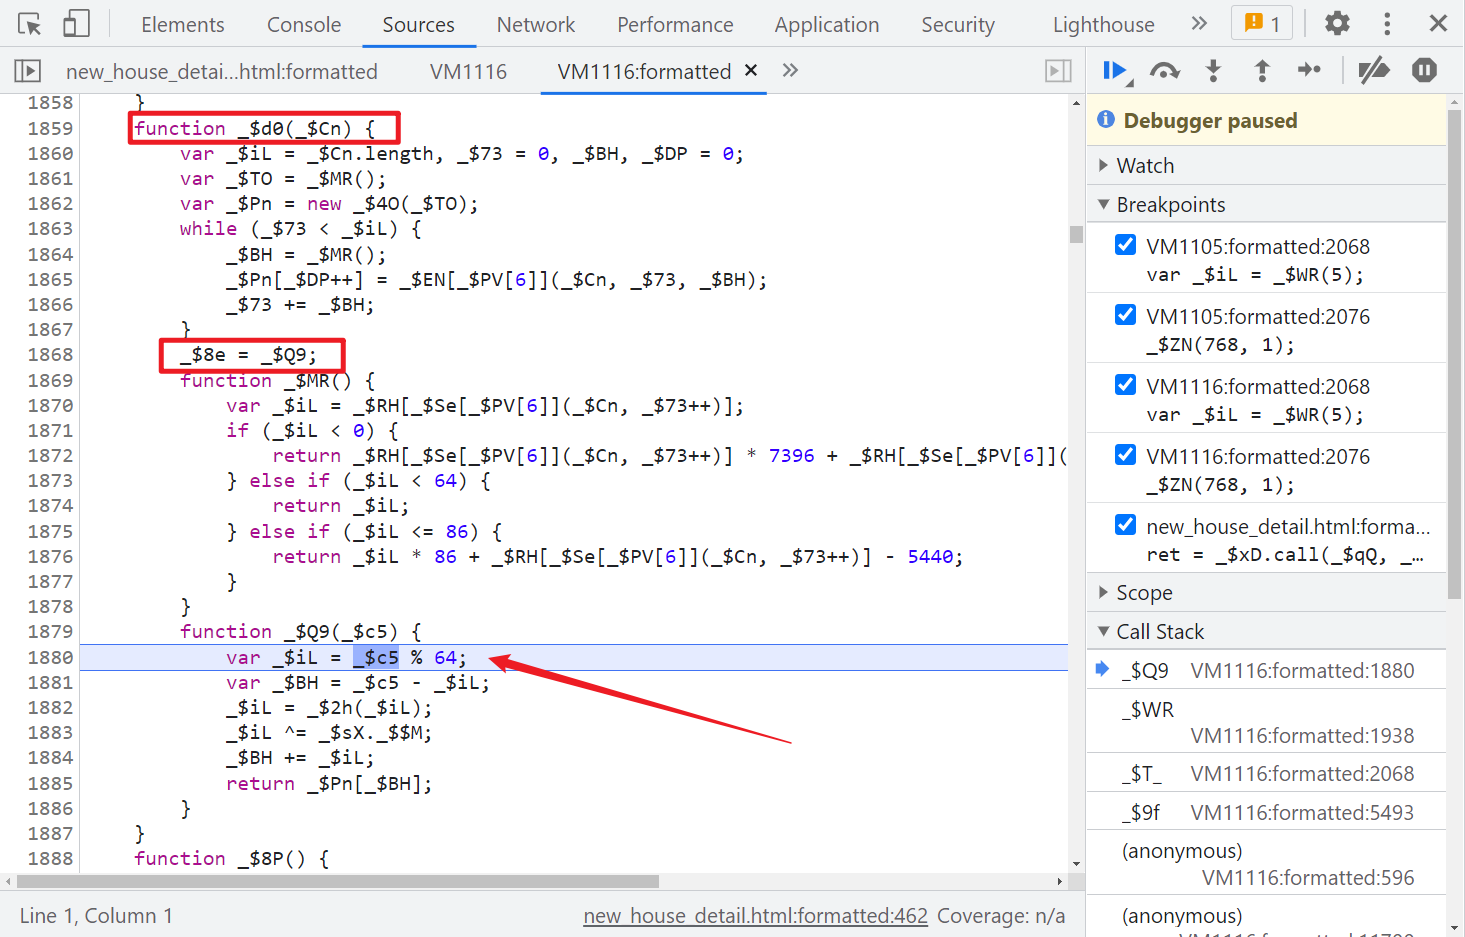 Elements Console Sources Network Performance Application Security Lighthouse » 1
new_house_detai...html:formatted VM1116 VM1116:formatted × »
1858 }
1859 function _$d0(_$Cn) {
1860 var _$iL = _$Cn.length, _$73 = 0, _$BH, _$DP = 0;
1861 var _$TO = _$MR();
1862 var _$Pn = new _$4O(_$TO);
1863 while (_$73 < _$iL) {
1864 _$BH = _$MR();
1865 _$Pn[_$DP++] = _$EN[_$PV[6]](_$Cn, _$73, _$BH);
1866 _$73 += _$BH;
1867 }
1868 _$8e = _$Q9;
1869 function _$MR() {
1870 var _$iL = _$RH[_$Se[_$PV[6]](_$Cn, _$73++)];
1871 if (_$iL < 0) {
1872 return _$RH[_$Se[_$PV[6]](_$Cn, _$73++)] * 7396 + _$RH[_$Se[_$PV[6]](
1873 } else if (_$iL < 64) {
1874 return _$iL;
1875 } else if (_$iL <= 86) {
1876 return _$iL * 86 + _$RH[_$Se[_$PV[6]](_$Cn, _$73++)] - 5440;
1877 }
1878 }
1879 function _$Q9(_$c5) {
1880 var _$iL = _$c5 % 64;
1881 var _$BH = _$c5 - _$iL;
1882 _$iL = _$2h(_$iL);
1883 _$iL ^= _$sX._$$M;
1884 _$BH += _$iL;
1885 return _$Pn[_$BH];
1886 }
1887 }
1888 function _$8P() {
Line 1, Column 1 new_house_detail.html:formatted:462 Coverage: n/a
Debugger paused
Watch
Breakpoints
VM1105:formatted:2068
var _$iL = _$WR(5);
VM1105:formatted:2076
_$ZN(768, 1);
VM1116:formatted:2068
var _$iL = _$WR(5);
VM1116:formatted:2076
_$ZN(768, 1);
new_house_detail.html:forma...
ret = _$xD.call(_$qQ, _…
Scope
Call Stack
_$Q9 VM1116:formatted:1880
_$WR
VM1116:formatted:1938
_$T_ VM1116:formatted:2068
_$9f VM1116:formatted:5493
(anonymous)
VM1116:formatted:596
(anonymous)